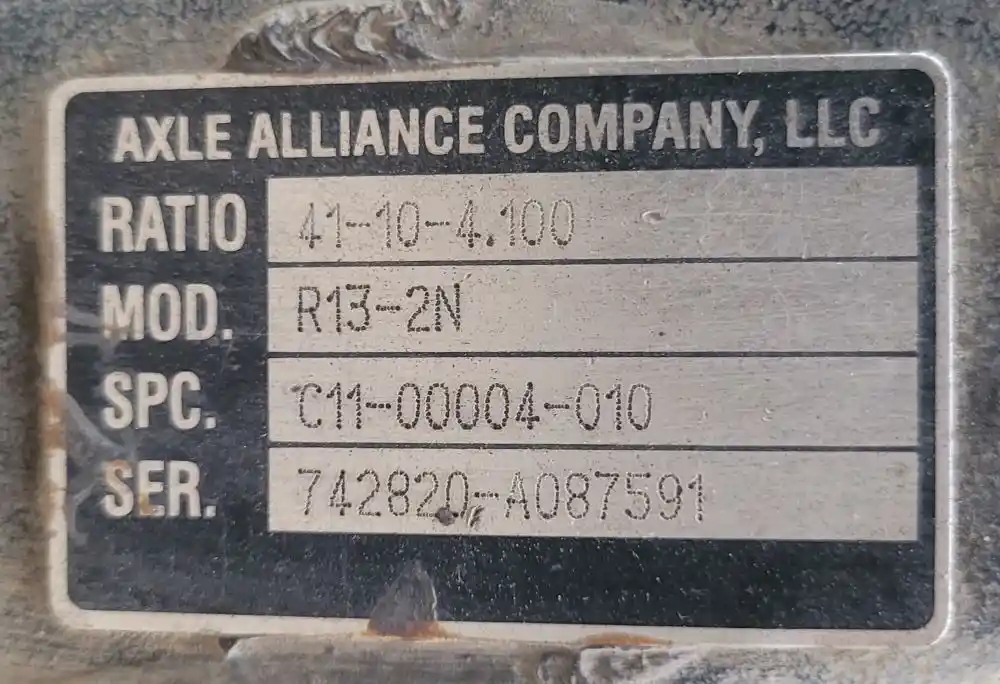 AXLE ALLIANCE COMPANY, LLC
RATIO 41-10-4.100
MOD. R13-2N
SPC. C11-00004-010
SER. 742820-A087591